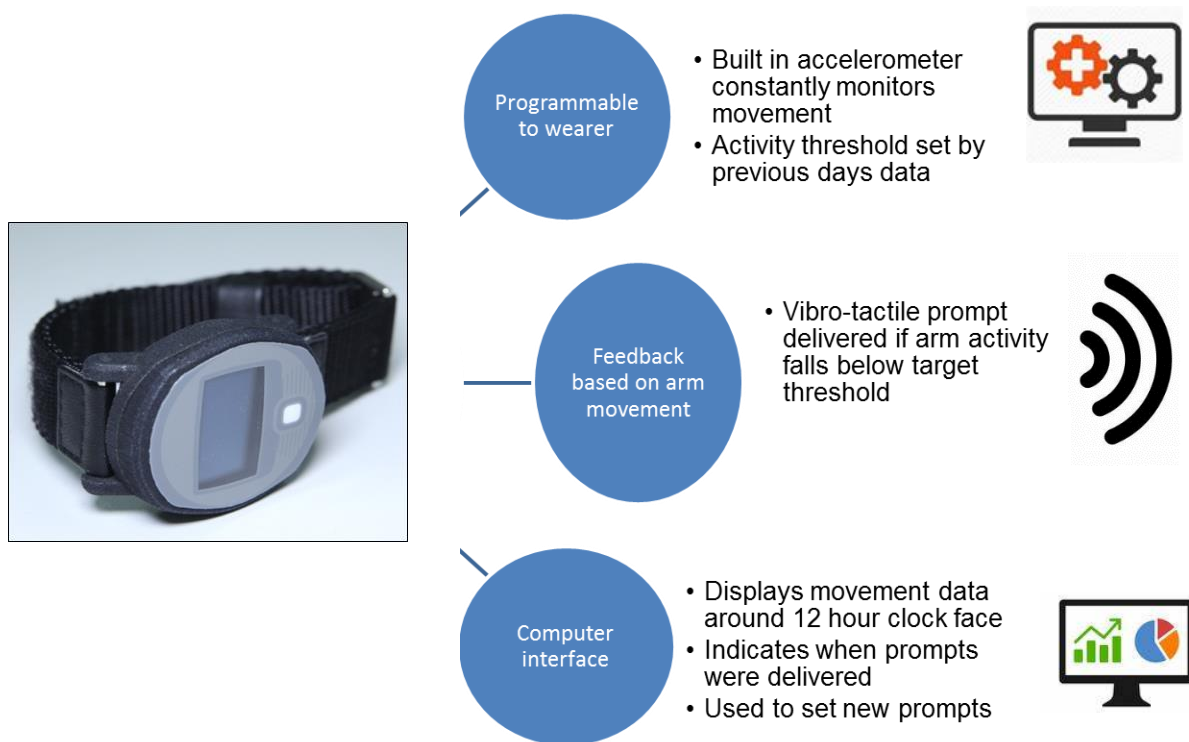 Programmable
to wearer
• Built in accelerometer
constantly monitors
movement
• Activity threshold set by
previous days data
Feedback
based on arm
movement
• Vibro-tactile prompt
delivered if arm activity
falls below target
threshold
Computer
interface
• Displays movement data
around 12 hour clock face
• Indicates when prompts
were delivered
• Used to set new prompts